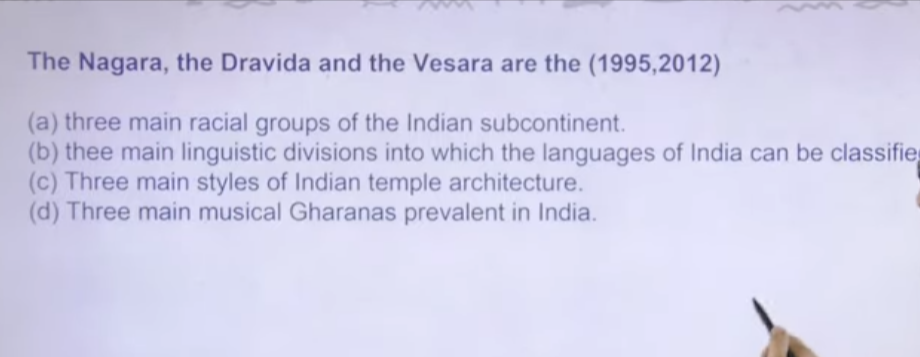 The Nagara, the Dravida and the Vesara are the (1995,2012)
(a) three main racial groups of the Indian subcontinent.
(b) thee main linguistic divisions into which the languages of India can be classifie
(c) Three main styles of Indian temple architecture.
(d) Three main musical Gharanas prevalent in India.